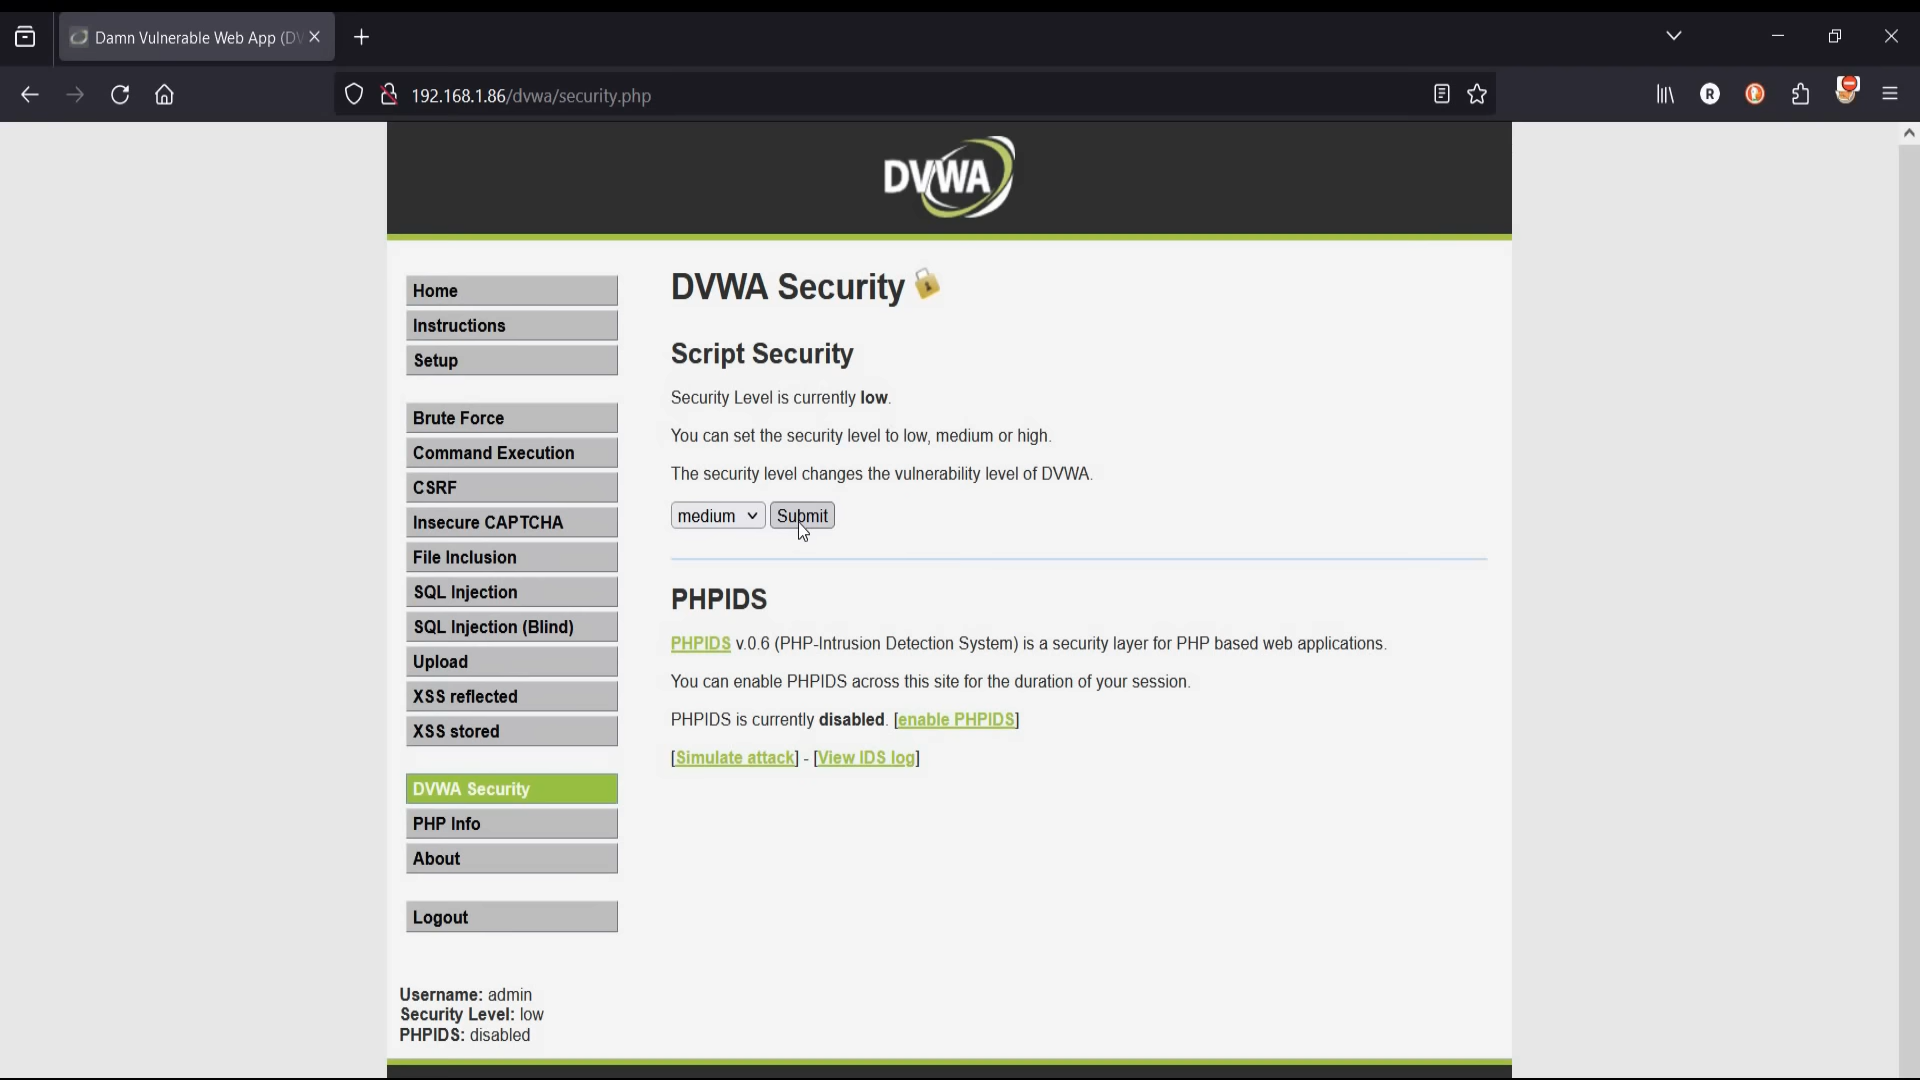 Damn Vulnerable Web App (DV
192.168.1.86/dvwa/security.php
R
DVWA
Home
Instructions
Setup
Brute Force
Command Execution
CSRF
Insecure CAPTCHA
File Inclusion
SQL Injection
SQL Injection (Blind)
Upload
XSS reflected
XSS stored
DVWA Security
PHP Info
About
Logout
Username: admin
Security Level: low
PHPIDS: disabled
DVWA Security
Script Security
Security Level is currently low.
You can set the security level to low, medium or high.
The security level changes the vulnerability level of DVWA.
medium Submit
PHPIDS
PHPIDS v.0.6 (PHP-Intrusion Detection System) is a security layer for PHP based web applications.
You can enable PHPIDS across this site for the duration of your session.
PHPIDS is currently disabled. [enable PHPIDS]
[Simulate attack] - [View IDS log]